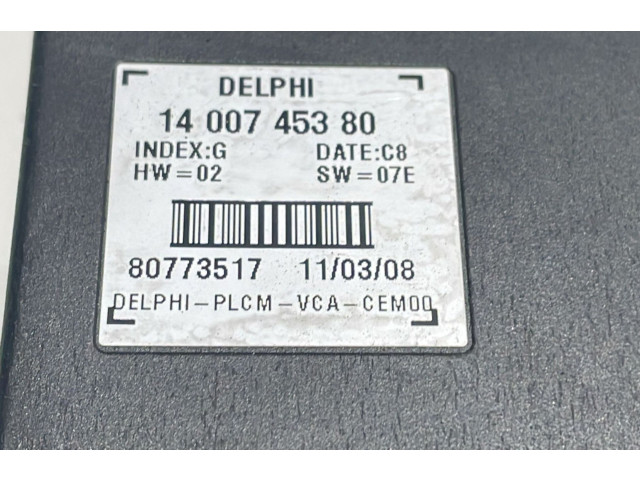 DELPHI
14 007 453 80
INDEX:G DATE:C8
HW=02 SW=07E
80773517 11/03/08
DELPHI-PLCM-VCA-CEM00